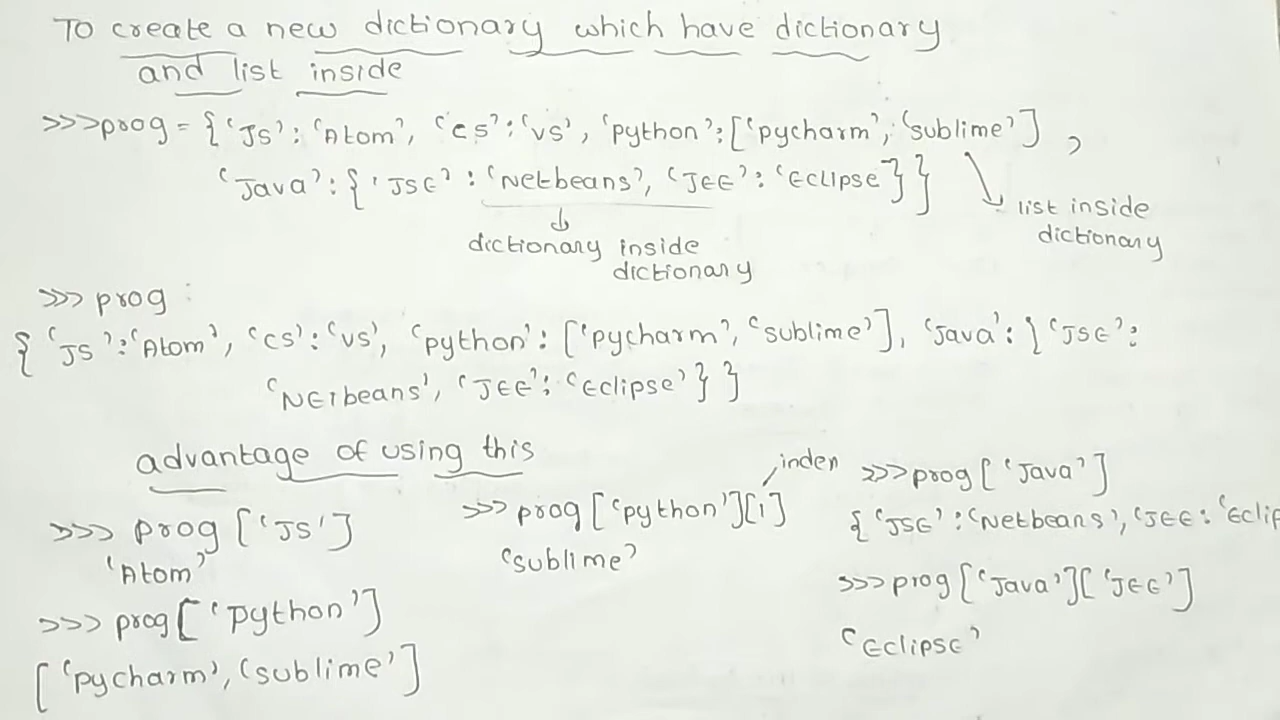 To create a new dictionary which have dictionary
and list inside
>>>prog = {'JS':'Atom', 'cs':'vs', 'python':['pycharm','sublime'],
'Java':{'JSE':'Netbeans','JEE':'Eclipse'}}
list inside
dictionary
dictionary inside
dictionary
>>> prog
{'JS':'Atom', 'cs':'vs', 'python':['pycharm','sublime'], 'Java':{'JSE':
'NEtbeans','JEE':'Eclipse'}}
advantage of using this
>>> prog['JS']
'Atom'
>>> prog['python']
['pycharm','sublime']
index
>>> prog['python'][1]
'sublime'
>>>prog['Java']
{'JSE':'Netbeans','JEE:'Eclip
>>>prog['Java']['JEE']
'Eclipse'